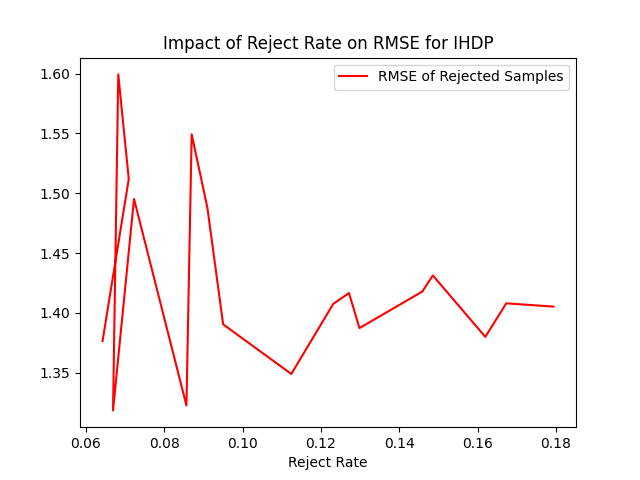 Impact of Reject Rate on RMSE for IHDP
RMSE of Rejected Samples
1.60
1.55
1.50
1.45
1.40
1.35
0.06 0.08 0.10 0.12 0.14 0.16 0.18
Reject Rate